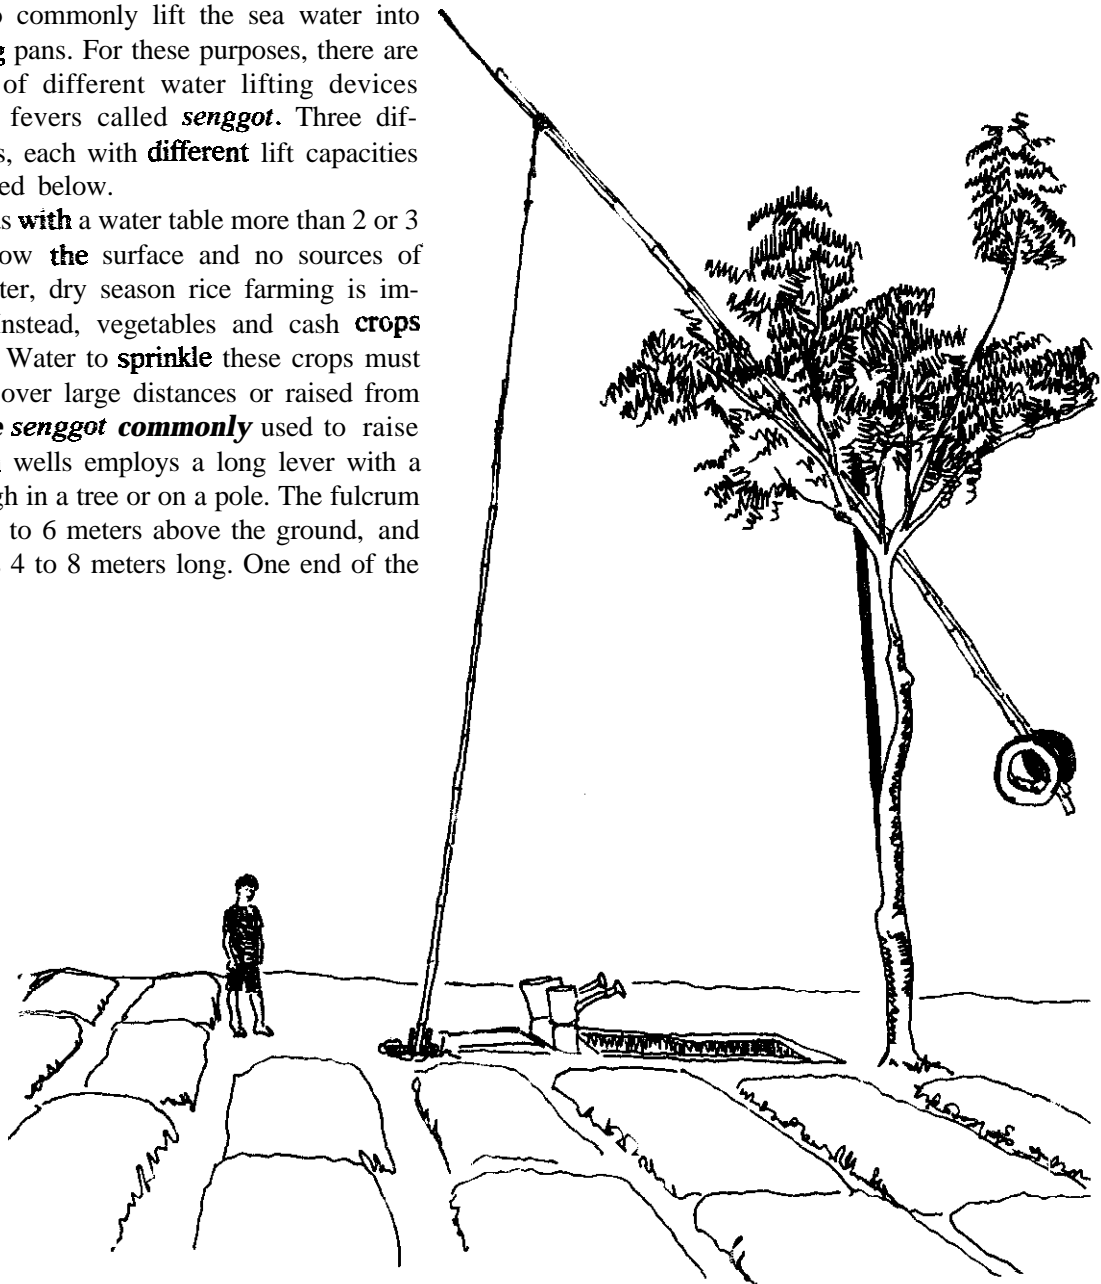 commonly lift the sea water into
pans. For these purposes, there are
of different water lifting devices
fevers called senggot. Three dif-
s, each with different lift capacities
ed below.
s with a water table more than 2 or 3
ow the surface and no sources of
ter, dry season rice farming is im-
Instead, vegetables and cash crops
Water to sprinkle these crops must
over large distances or raised from
e senggot commonly used to raise
wells employs a long lever with a
gh in a tree or on a pole. The fulcrum
to 6 meters above the ground, and
4 to 8 meters long. One end of the